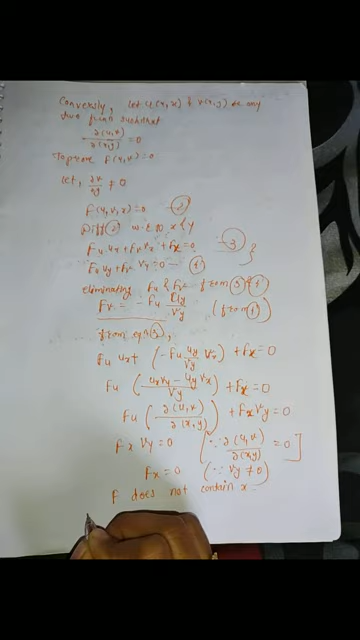 Conversly, let u(x,y) & v(x,y) be any
two funn such that
∂(u,v)/∂(x,y) = 0
To prove F(u,v)=0
let, ∂v/∂y ≠ 0
F(u,v,x)=0 — 2
Diff 2 w.r.to x & y
Fu ux + Fv vx + Fx = 0 — 3
Fu uy + Fv vy = 0 — 4
eliminating Fu & Fv from 3 & 4
Fv = -Fu uy/vy (from 4)
from eqn 3,
Fu ux + (-Fu uy/vy vx) + Fx = 0
Fu (ux vy - uy vx / vy) + Fx = 0
Fu (∂(u,v)/∂(x,y)) + Fx vy = 0
Fx vy = 0 [∵ ∂(u,v)/∂(x,y) = 0]
Fx = 0 (∵ vy ≠ 0)
F does not contain x.